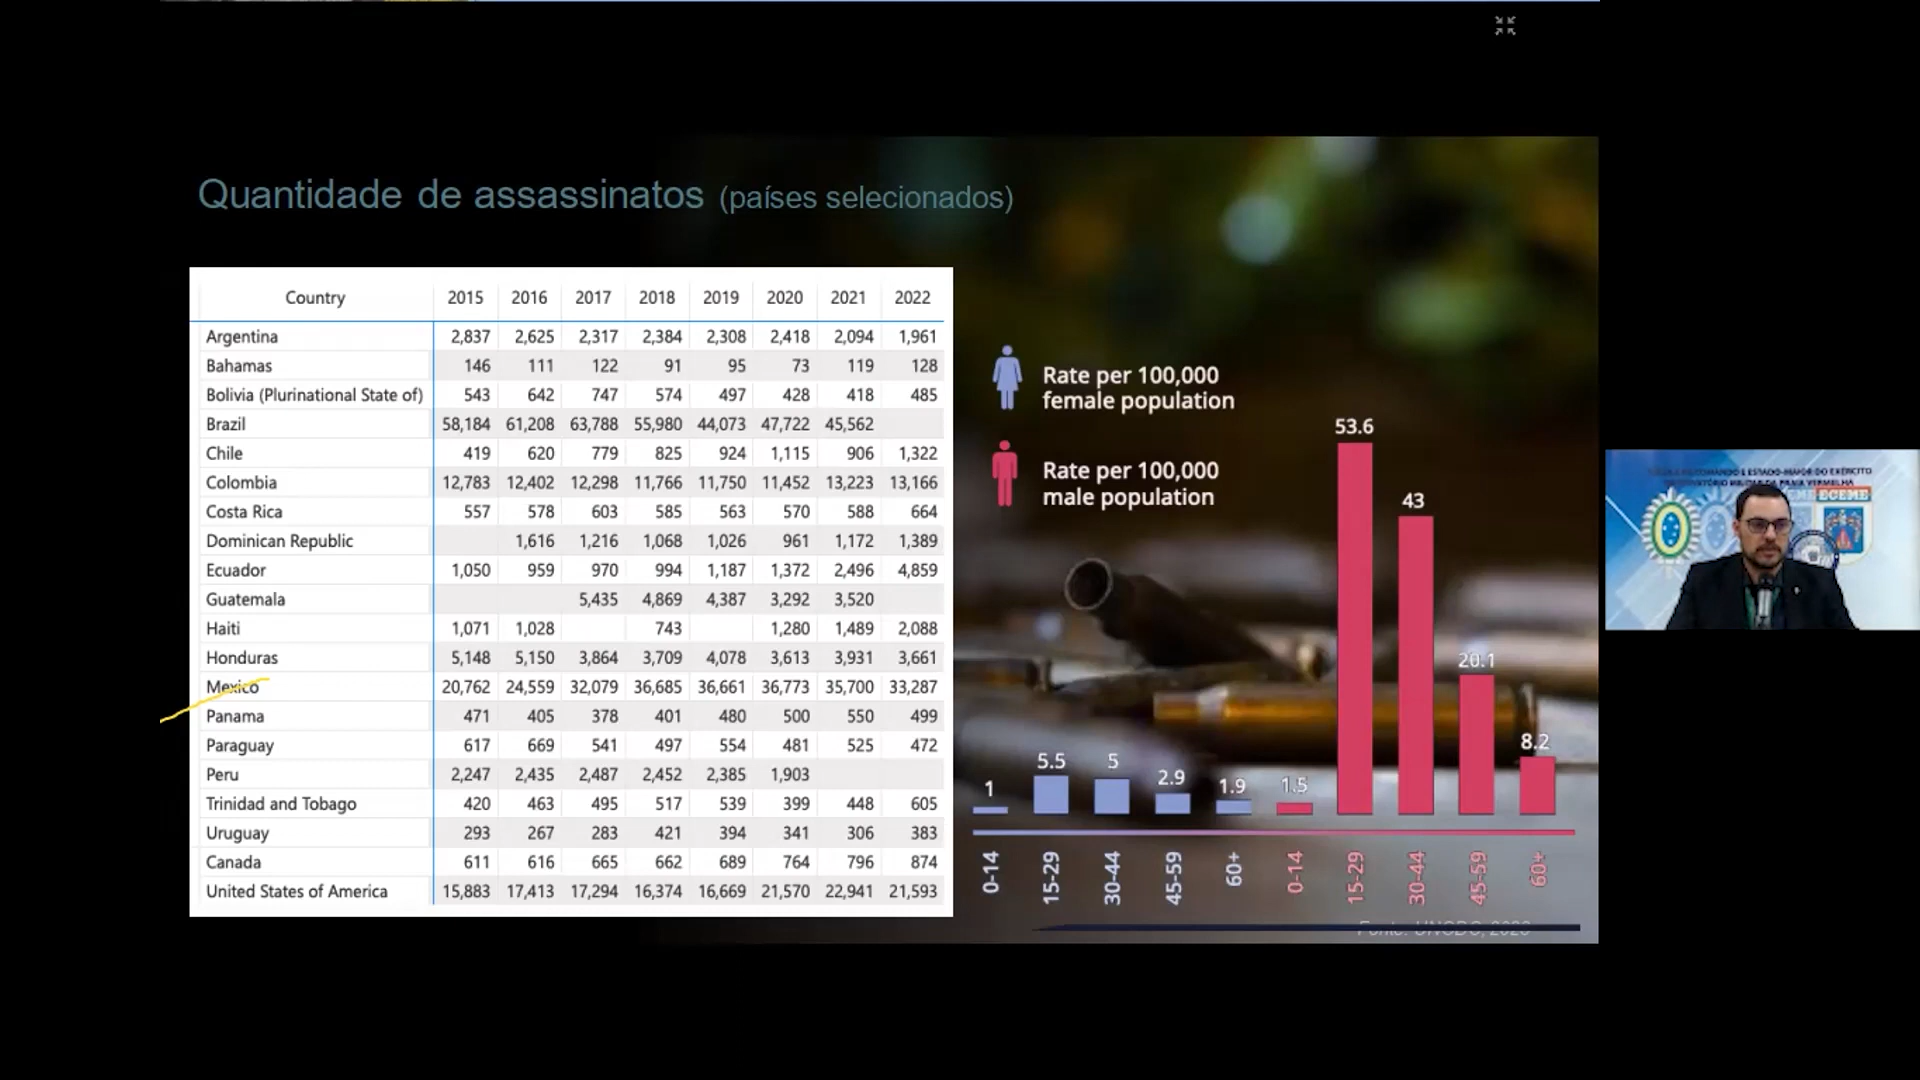 Quantidade de assassinatos (países selecionados)
Country 2015 2016 2017 2018 2019 2020 2021 2022
Argentina 2,837 2,625 2,317 2,384 2,308 2,418 2,094 1,961
Bahamas 146 111 122 91 95 73 119 128
Bolivia (Plurinational State of) 543 642 747 574 497 428 418 485
Brazil 58,184 61,208 63,788 55,980 44,073 47,722 45,562
Chile 419 620 779 825 924 1,115 906 1,322
Colombia 12,783 12,402 12,298 11,766 11,750 11,452 13,223 13,166
Costa Rica 557 578 603 585 563 570 588 664
Dominican Republic 1,616 1,216 1,068 1,026 961 1,172 1,389
Ecuador 1,050 959 970 994 1,187 1,372 2,496 4,859
Guatemala 5,435 4,869 4,387 3,292 3,520
Haiti 1,071 1,028 743 1,280 1,489 2,088
Honduras 5,148 5,150 3,864 3,709 4,078 3,613 3,931 3,661
Mexico 20,762 24,559 32,079 36,685 36,661 36,773 35,700 33,287
Panama 471 405 378 401 480 500 550 499
Paraguay 617 669 541 497 554 481 525 472
Peru 2,247 2,435 2,487 2,452 2,385 1,903
Trinidad and Tobago 420 463 495 517 539 399 448 605
Uruguay 293 267 283 421 394 341 306 383
Canada 611 616 665 662 689 764 796 874
United States of America 15,883 17,413 17,294 16,374 16,669 21,570 22,941 21,593
Rate per 100,000
female population
Rate per 100,000
male population
1 5.5 5 2.9 1.9 1.5 53.6 43 20.1 8.2
0-14 15-29 30-44 45-59 60+ 0-14 15-29 30-44 45-59 60+
Fonte: UNODC,
COMANDO E ESTADO-MAIOR DO EXÉRCITO
MILITAR DA PRAIA VERMELHA
ECEME